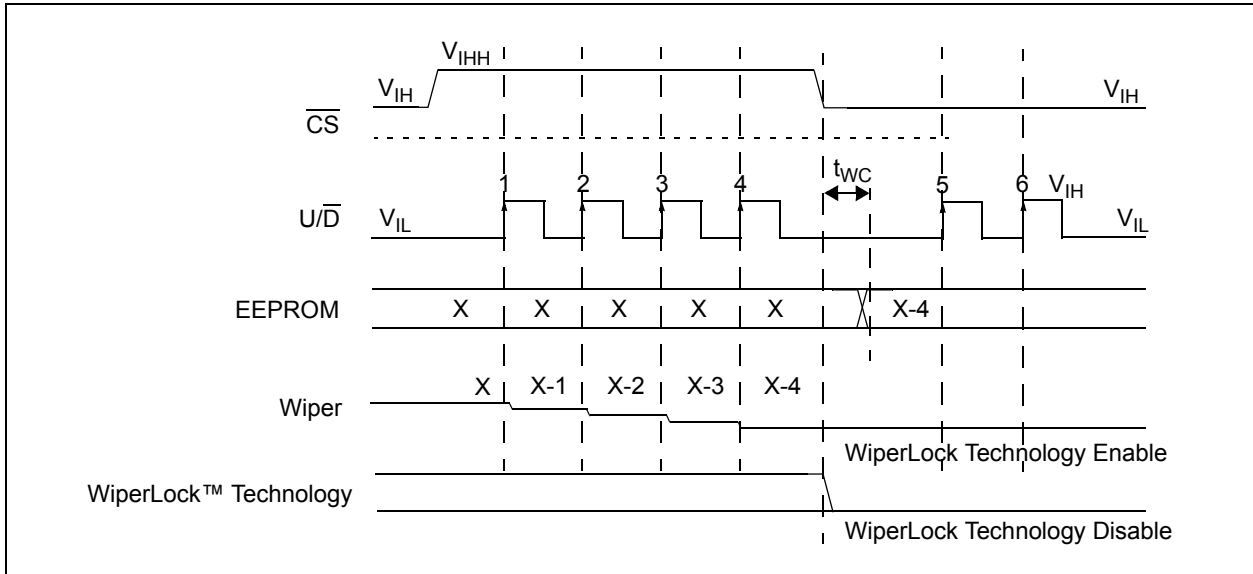 VIHH
VIH VIH
CS
tWC
1 2 3 4 5 6 VIH
U/D VIL VIL
EEPROM X X X X X X-4
X X-1 X-2 X-3 X-4
Wiper
WiperLock Technology Enable
WiperLock™ Technology
WiperLock Technology Disable